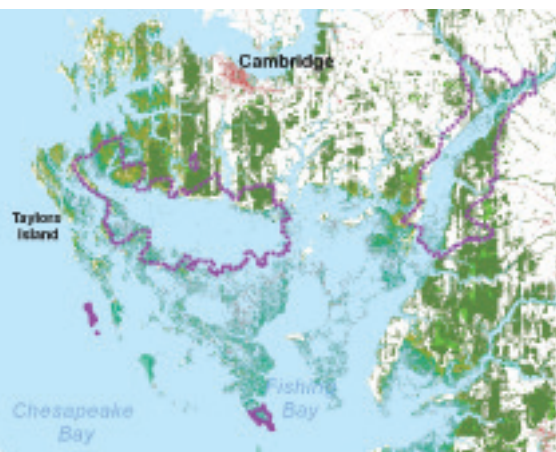 Cambridge
Taylors
Island
Fishing
Bay
Chesapeake
Bay